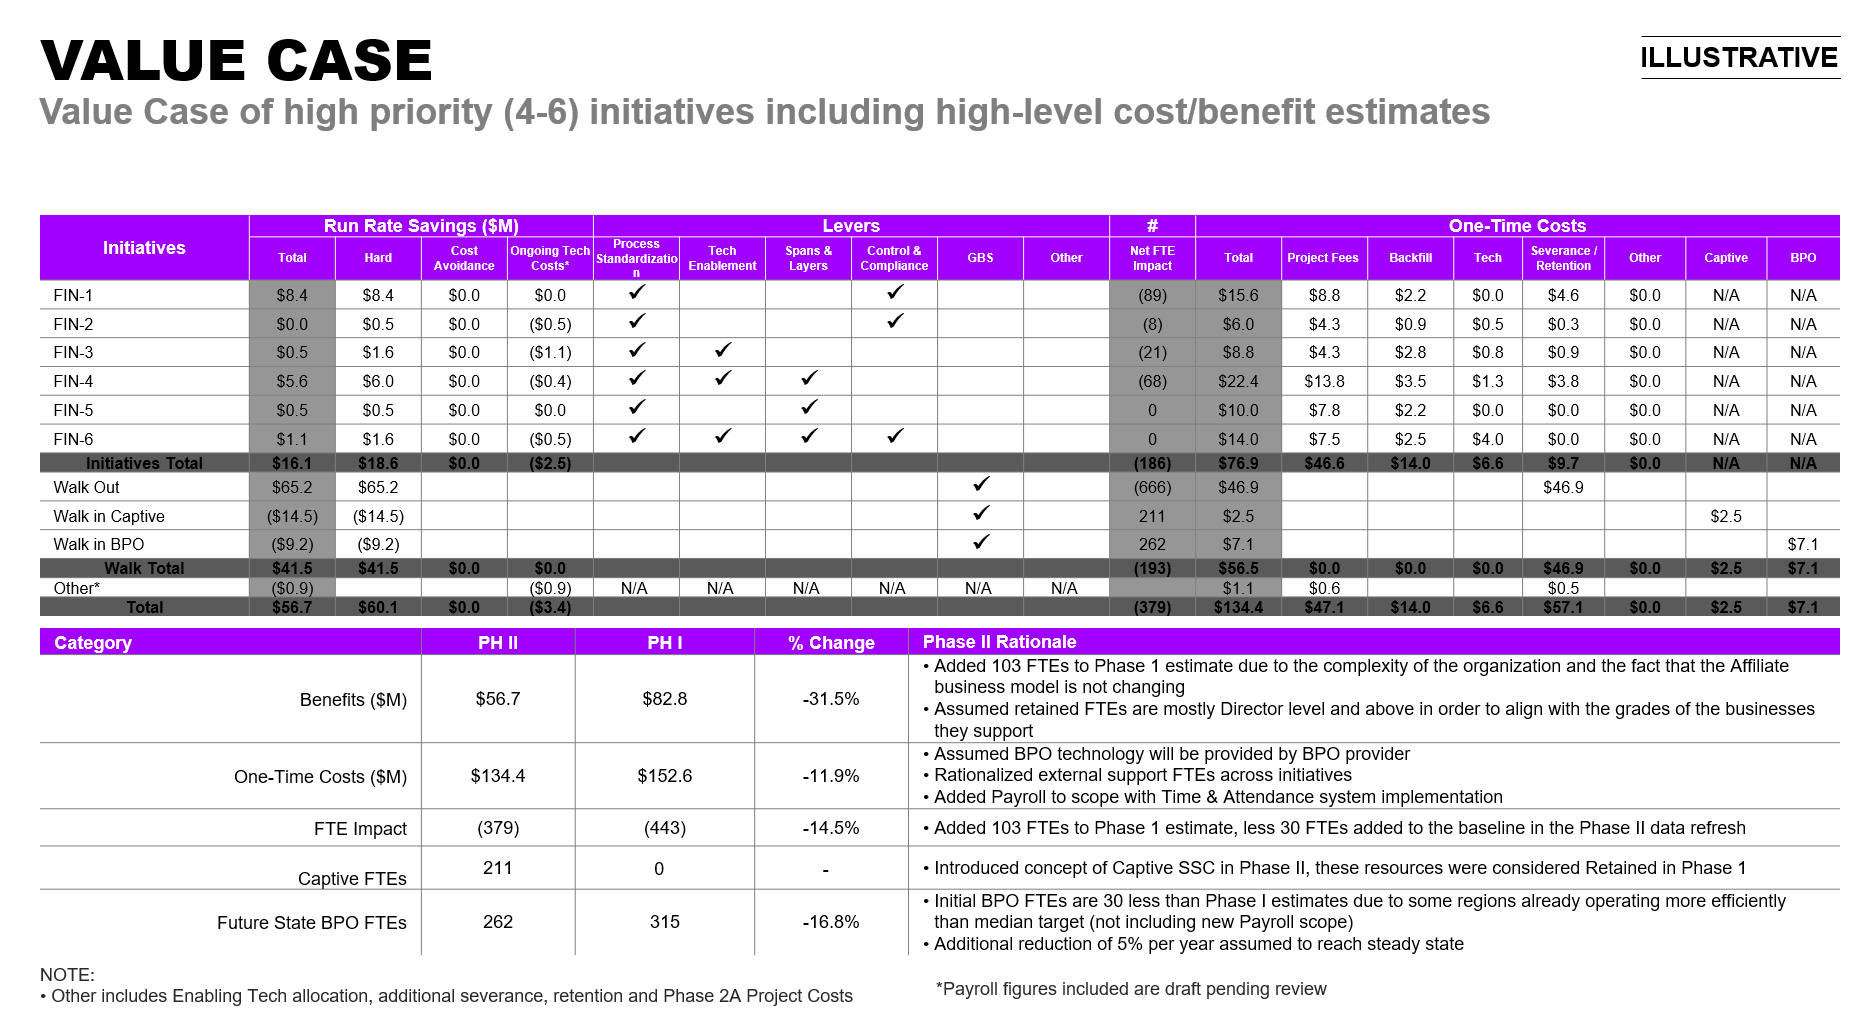 VALUE CASE
ILLUSTRATIVE
Value Case of high priority (4-6) initiatives including high-level cost/benefit estimates
Initiatives Run Rate Savings ($M) Levers # One-Time Costs
Total Hard Cost Avoidance Ongoing Tech Costs* Process Standardizatio n Tech Enablement Spans & Layers Control & Compliance GBS Other Net FTE Impact Total Project Fees Backfill Tech Severance / Retention Other Captive BPO
FIN-1 $8.4 $8.4 $0.0 $0.0 ✓ ✓ (89) $15.6 $8.8 $2.2 $0.0 $4.6 $0.0 N/A N/A
FIN-2 $0.0 $0.5 $0.0 ($0.5) ✓ ✓ (8) $6.0 $4.3 $0.9 $0.5 $0.3 $0.0 N/A N/A
FIN-3 $0.5 $1.6 $0.0 ($1.1) ✓ ✓ (21) $8.8 $4.3 $2.8 $0.8 $0.9 $0.0 N/A N/A
FIN-4 $5.6 $6.0 $0.0 ($0.4) ✓ ✓ ✓ (68) $22.4 $13.8 $3.5 $1.3 $3.8 $0.0 N/A N/A
FIN-5 $0.5 $0.5 $0.0 $0.0 ✓ ✓ 0 $10.0 $7.8 $2.2 $0.0 $0.0 $0.0 N/A N/A
FIN-6 $1.1 $1.6 $0.0 ($0.5) ✓ ✓ ✓ ✓ 0 $14.0 $7.5 $2.5 $4.0 $0.0 $0.0 N/A N/A
Initiatives Total $16.1 $18.6 $0.0 ($2.5) (186) $76.9 $46.6 $14.0 $6.6 $9.7 $0.0 N/A N/A
Walk Out $65.2 $65.2 ✓ (666) $46.9 $46.9
Walk in Captive ($14.5) ($14.5) ✓ 211 $2.5 $2.5
Walk in BPO ($9.2) ($9.2) ✓ 262 $7.1 $7.1
Walk Total $41.5 $41.5 $0.0 $0.0 (193) $56.5 $0.0 $0.0 $0.0 $46.9 $0.0 $2.5 $7.1
Other* ($0.9) ($0.9) N/A N/A N/A N/A N/A N/A $1.1 $0.6 $0.5
Total $56.7 $60.1 $0.0 ($3.4) (379) $134.4 $47.1 $14.0 $6.6 $57.1 $0.0 $2.5 $7.1
Category PH II PH I % Change Phase II Rationale
Benefits ($M) $56.7 $82.8 -31.5%
• Added 103 FTEs to Phase 1 estimate due to the complexity of the organization and the fact that the Affiliate
business model is not changing
• Assumed retained FTEs are mostly Director level and above in order to align with the grades of the businesses
they support
One-Time Costs ($M) $134.4 $152.6 -11.9%
• Assumed BPO technology will be provided by BPO provider
• Rationalized external support FTEs across initiatives
• Added Payroll to scope with Time & Attendance system implementation
FTE Impact (379) (443) -14.5% • Added 103 FTEs to Phase 1 estimate, less 30 FTEs added to the baseline in the Phase II data refresh
Captive FTEs 211 0 - • Introduced concept of Captive SSC in Phase II, these resources were considered Retained in Phase 1
Future State BPO FTEs 262 315 -16.8%
• Initial BPO FTEs are 30 less than Phase I estimates due to some regions already operating more efficiently
than median target (not including new Payroll scope)
• Additional reduction of 5% per year assumed to reach steady state
NOTE:
• Other includes Enabling Tech allocation, additional severance, retention and Phase 2A Project Costs
*Payroll figures included are draft pending review